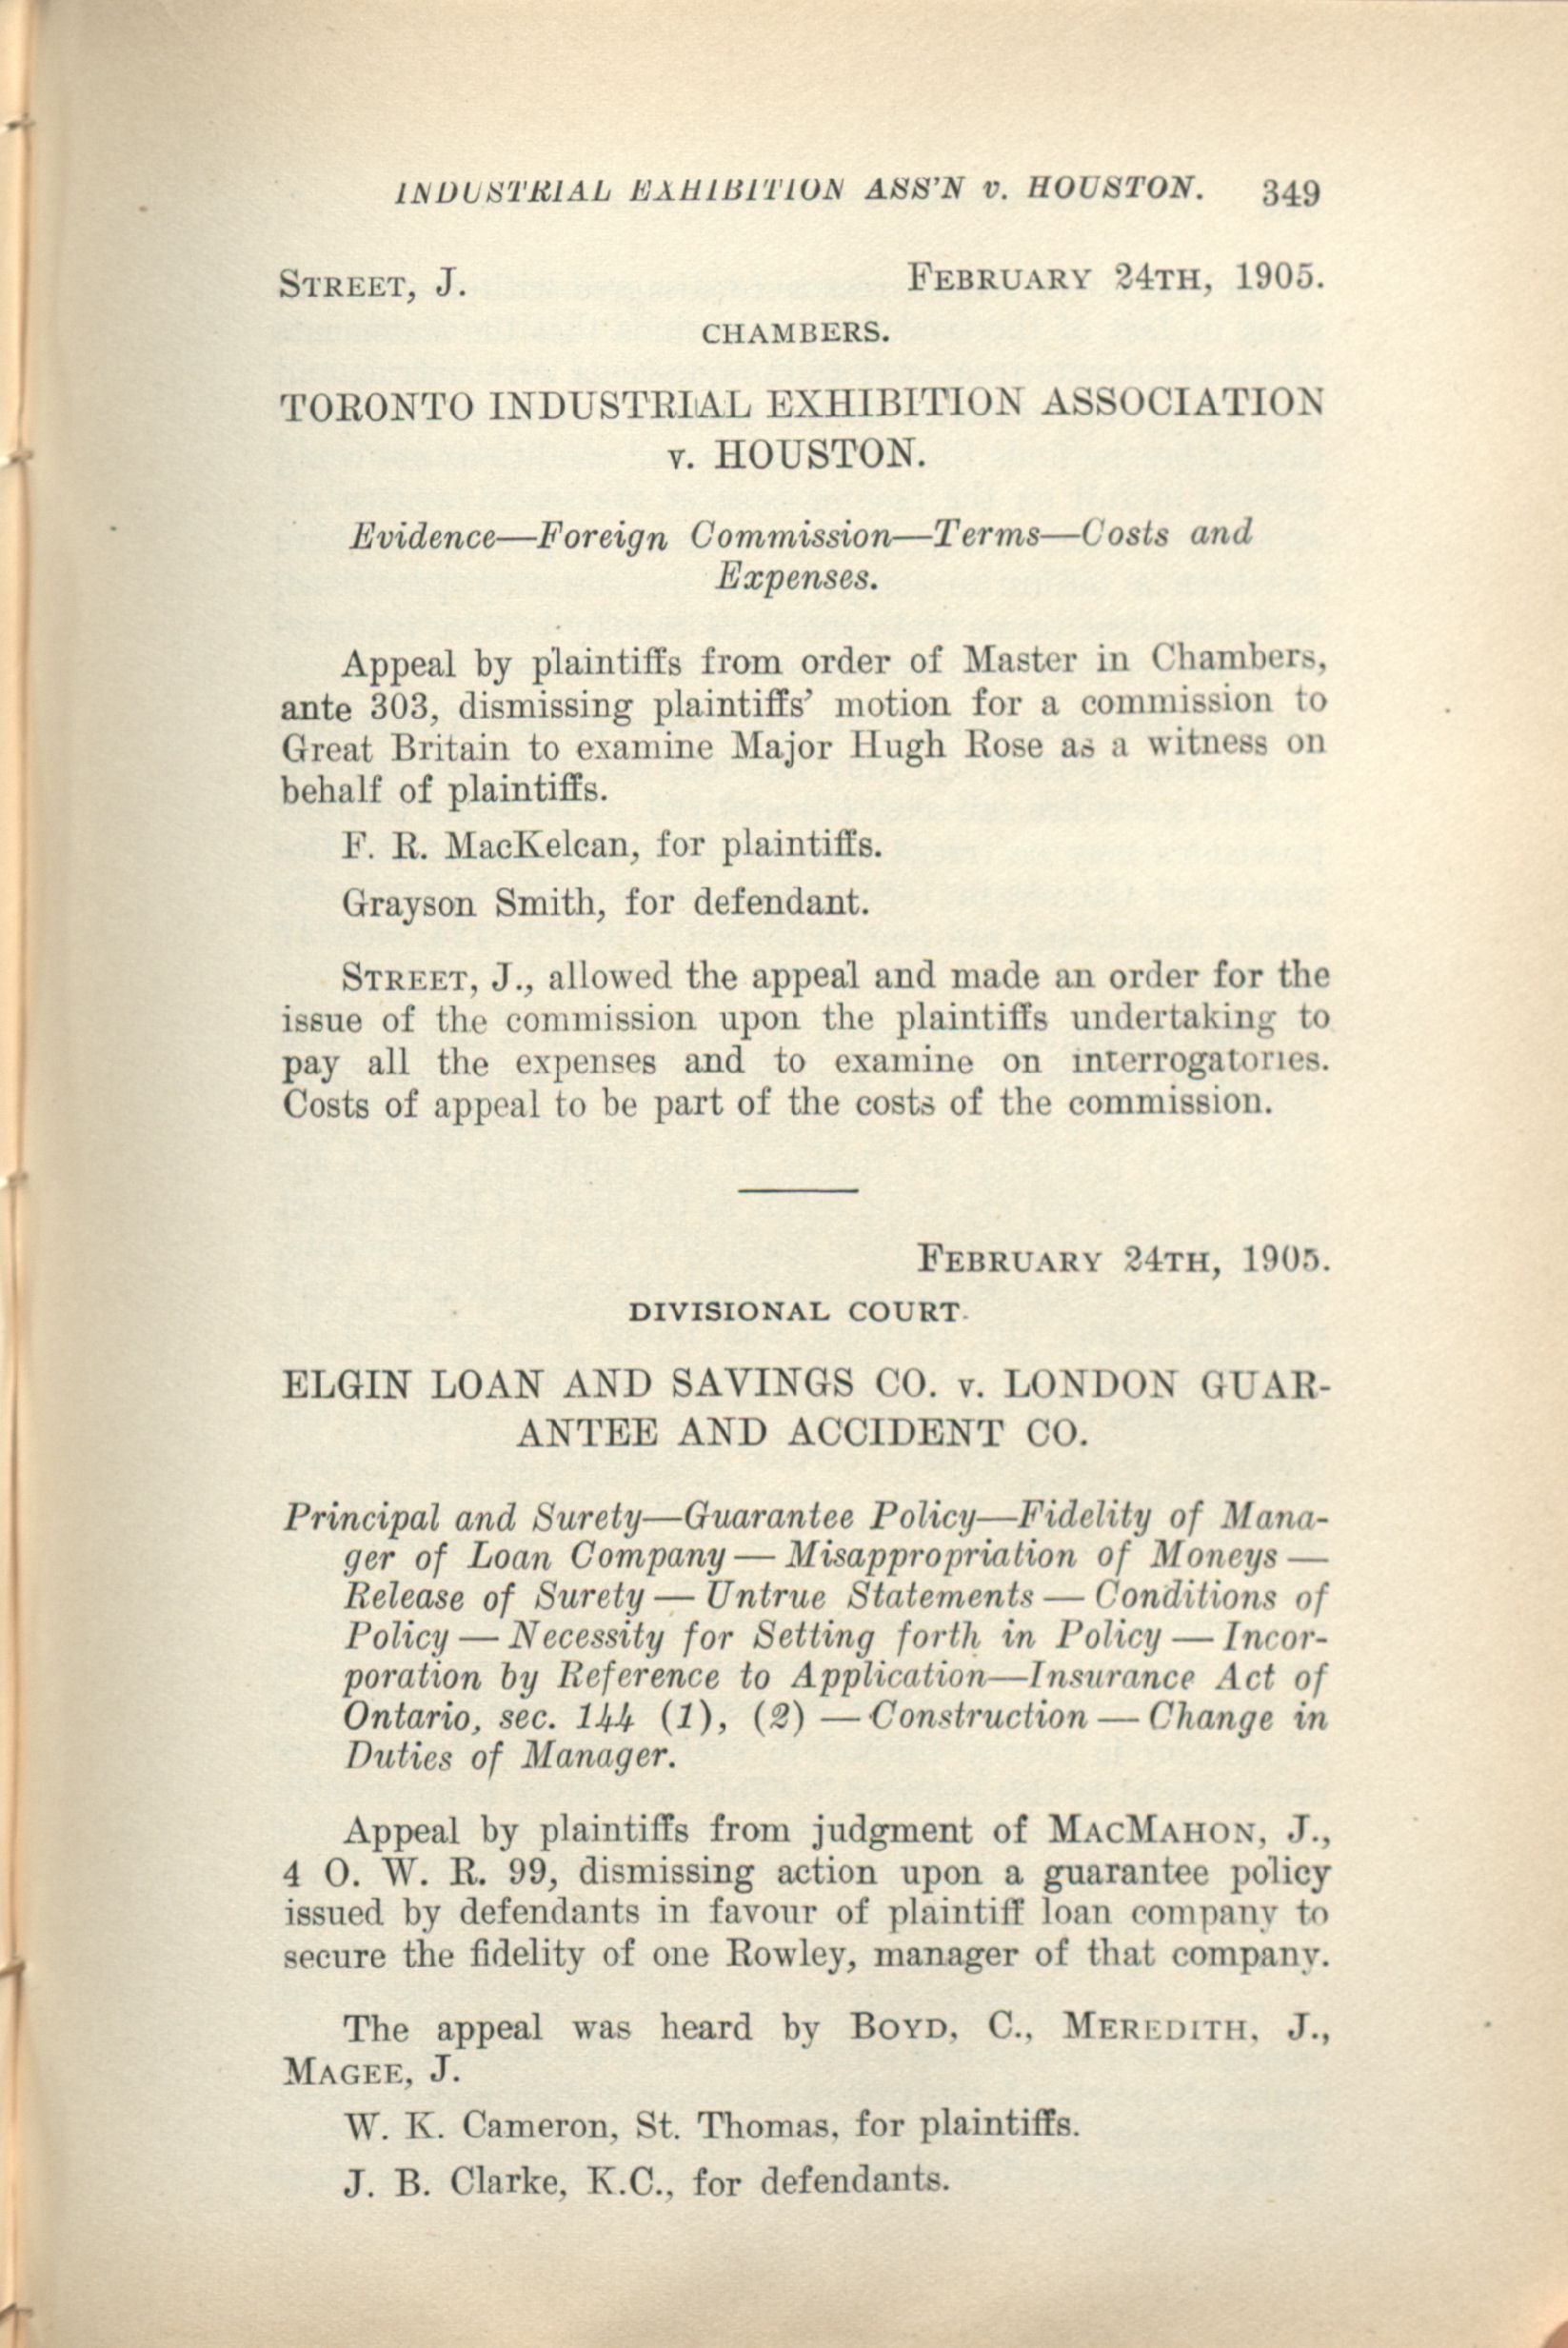 INDUSTRIAL EXHIBITION ASS'N v. HOUSTON. 349
STREET, J. FEBRUARY 24TH, 1905.
CHAMBERS.
TORONTO INDUSTRIAL EXHIBITION ASSOCIATION
v. HOUSTON.
Evidence—Foreign Commission—Terms—Costs and
Expenses.
Appeal by plaintiffs from order of Master in Chambers,
ante 303, dismissing plaintiffs' motion for a commission to
Great Britain to examine Major Hugh Rose as a witness on
behalf of plaintiffs.
F. R. MacKelcan, for plaintiffs.
Grayson Smith, for defendant.
STREET, J., allowed the appeal and made an order for the
issue of the commission upon the plaintiffs undertaking to
pay all the expenses and to examine on interrogatories.
Costs of appeal to be part of the costs of the commission.
FEBRUARY 24TH, 1905.
DIVISIONAL COURT.
ELGIN LOAN AND SAVINGS CO. v. LONDON GUAR-
ANTEE AND ACCIDENT CO.
Principal and Surety—Guarantee Policy—Fidelity of Mana-
ger of Loan Company — Misappropriation of Moneys —
Release of Surety — Untrue Statements — Conditions of
Policy — Necessity for Setting forth in Policy — Incor-
poration by Reference to Application—Insurance Act of
Ontario, sec. 144 (1), (2) — Construction — Change in
Duties of Manager.
Appeal by plaintiffs from judgment of MACMAHON, J.,
4 O. W. R. 99, dismissing action upon a guarantee policy
issued by defendants in favour of plaintiff loan company to
secure the fidelity of one Rowley, manager of that company.
The appeal was heard by BOYD, C., MEREDITH, J.,
MAGEE, J.
W. K. Cameron, St. Thomas, for plaintiffs.
J. B. Clarke, K.C., for defendants.